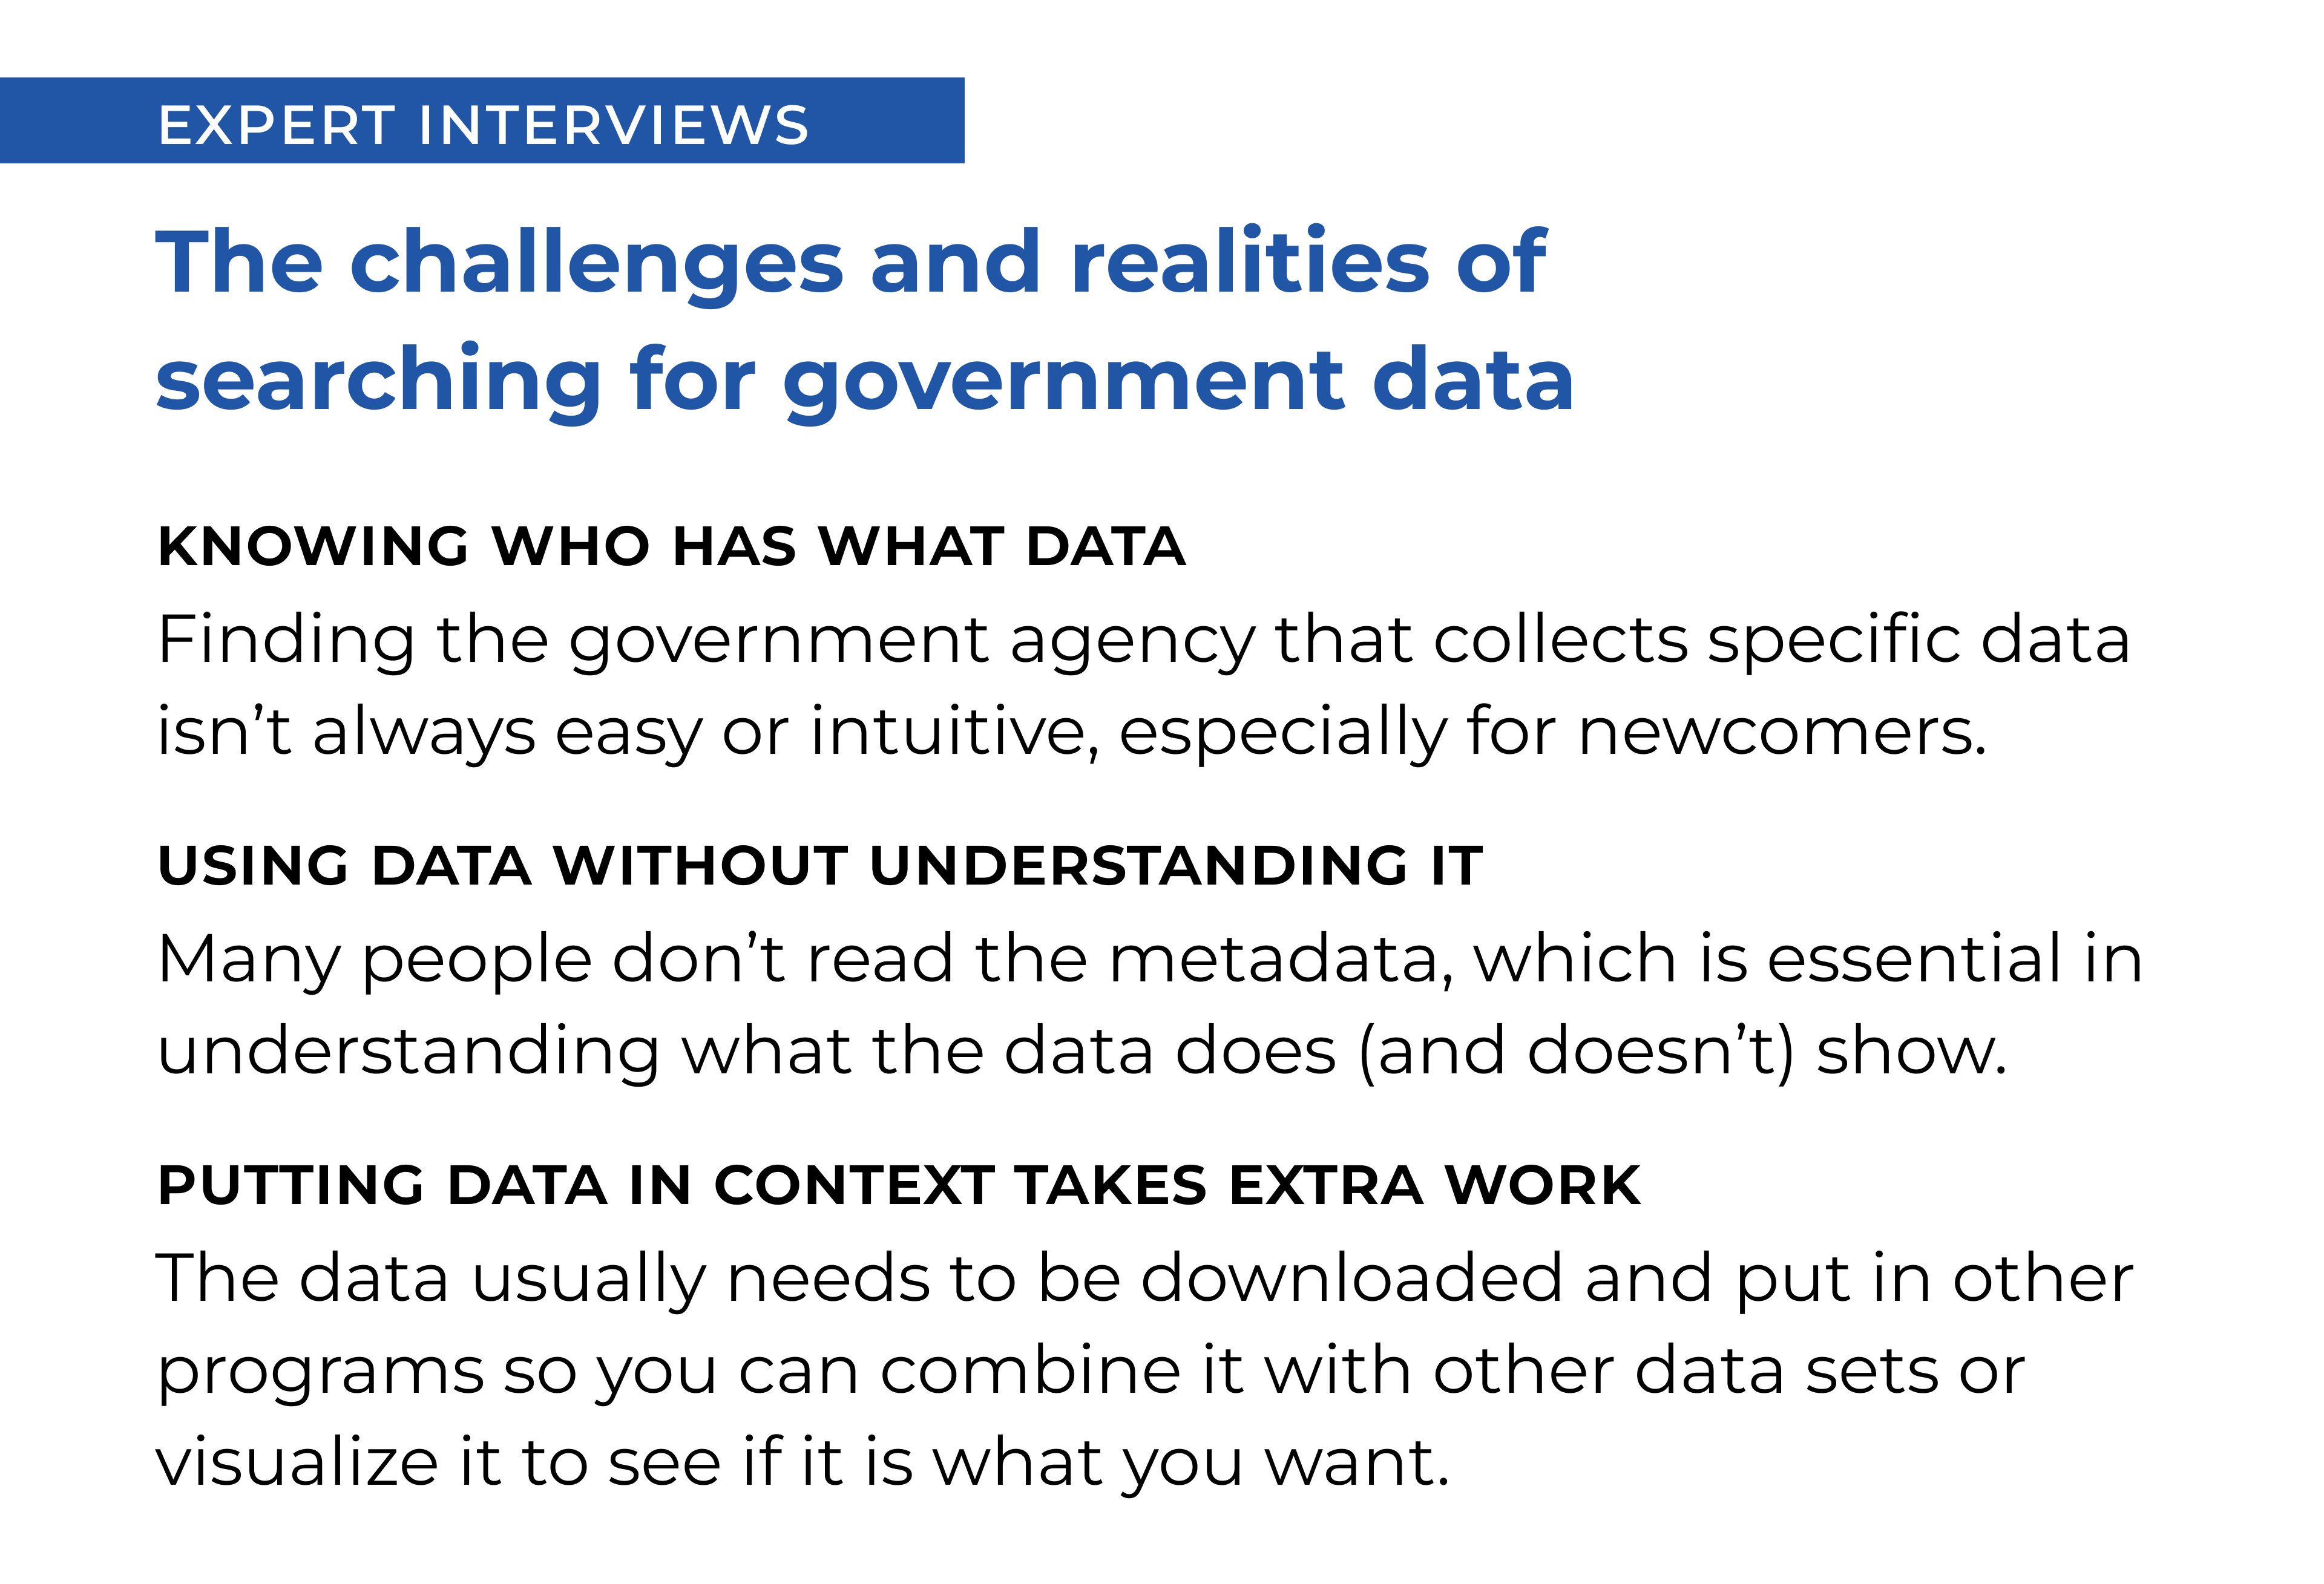 EXPERT INTERVIEWS
The challenges and realities of
searching for government data
KNOWING WHO HAS WHAT DATA
Finding the government agency that collects specific data
isn’t always easy or intuitive, especially for newcomers.
USING DATA WITHOUT UNDERSTANDING IT
Many people don’t read the metadata, which is essential in
understanding what the data does (and doesn’t) show.
PUTTING DATA IN CONTEXT TAKES EXTRA WORK
The data usually needs to be downloaded and put in other
programs so you can combine it with other data sets or
visualize it to see if it is what you want.